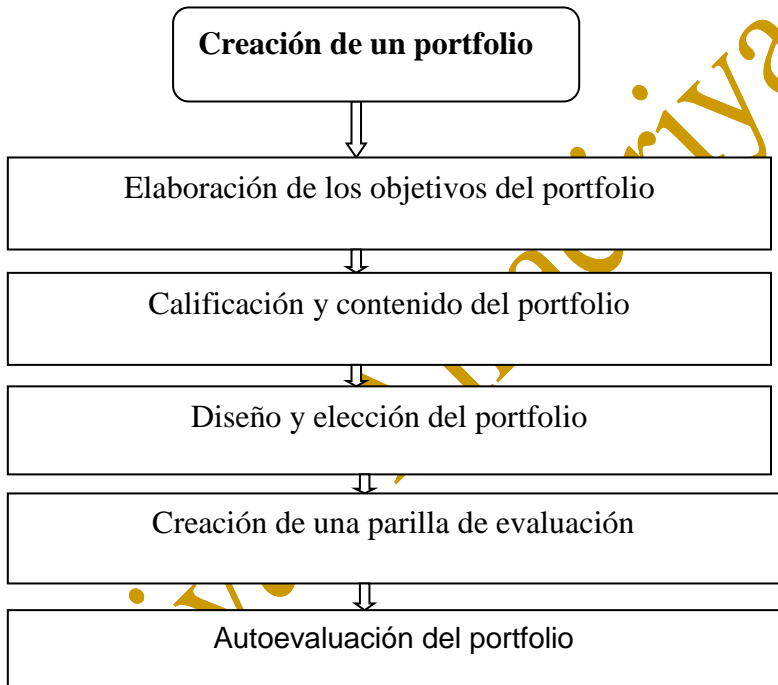 Creación de un portfolio
Elaboración de los objetivos del portfolio
Calificación y contenido del portfolio
Diseño y elección del portfolio
Creación de una parilla de evaluación
Autoevaluación del portfolio